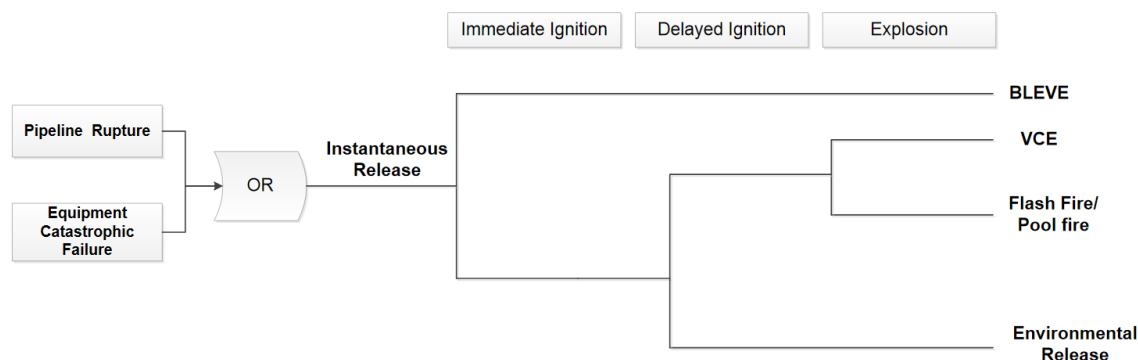 Immediate Ignition
Delayed Ignition
Explosion
BLEVE
Pipeline Rupture
VCE
Instantaneous
Release
OR
Equipment
Catastrophic
Failure
Flash Fire/
Pool fire
Environmental
Release